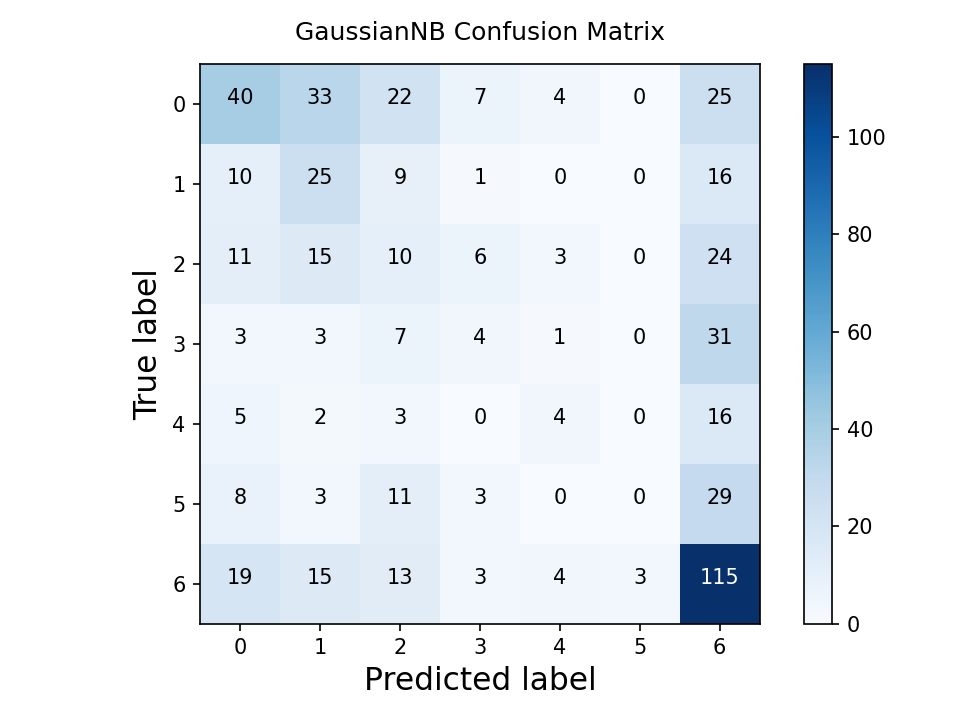 GaussianNB Confusion Matrix
0 40 33 22 7 4 0 25
1 10 25 9 1 0 0 16
2 11 15 10 6 3 0 24
3 3 3 7 4 1 0 31
4 5 2 3 0 4 0 16
5 8 3 11 3 0 0 29
6 19 15 13 3 4 3 115
0 1 2 3 4 5 6
True label
Predicted label
100
80
60
40
20
0